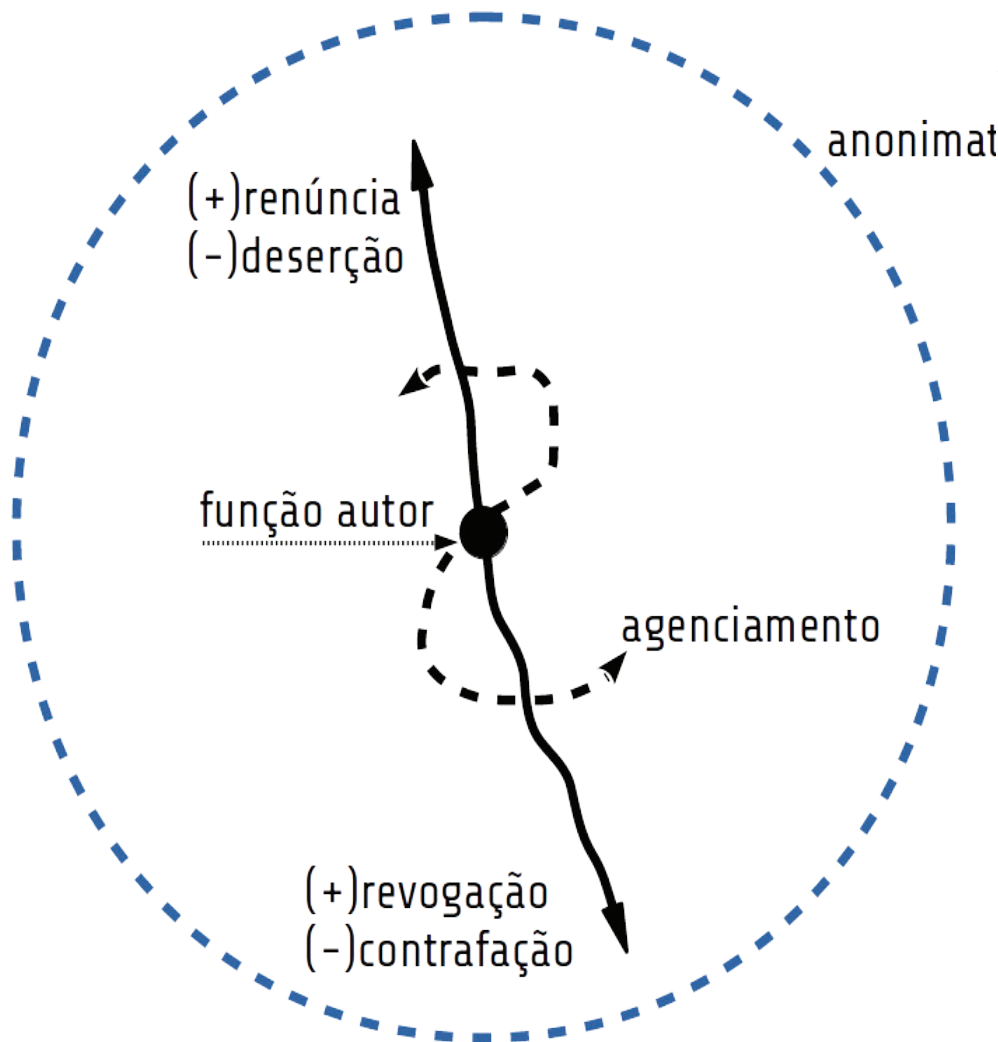 anonimat
(+)renúncia
(-)deserção
função autor
agenciamento
(+)revogação
(-)contrafação